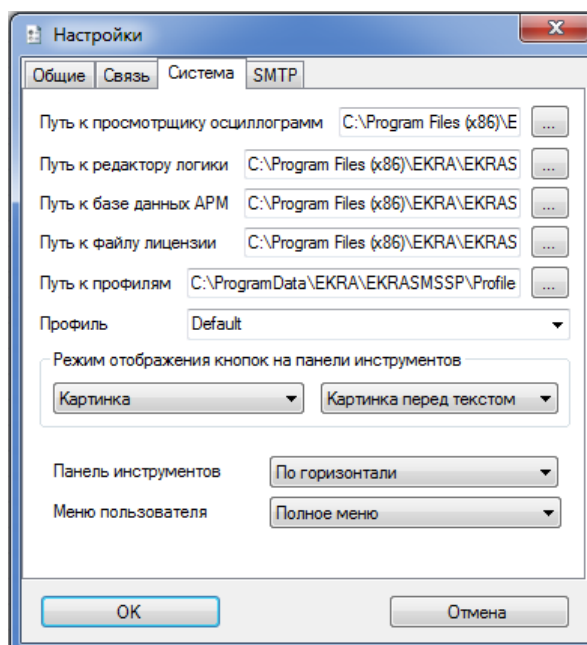 Настройки
Общие Связь Система SMTP
Путь к просмотрщику осциллограмм C:\Program Files (x86)\E
...
Путь к редактору логики C:\Program Files (x86)\EKRA\EKRAS
...
Путь к базе данных АРМ C:\Program Files (x86)\EKRA\EKRAS
...
Путь к файлу лицензии C:\Program Files (x86)\EKRA\EKRAS
...
Путь к профилям C:\ProgramData\EKRA\EKRASMSSP\Profile
...
Профиль Default
Режим отображения кнопок на панели инструментов
Картинка Картинка перед текстом
Панель инструментов По горизонтали
Меню пользователя Полное меню
OK Отмена